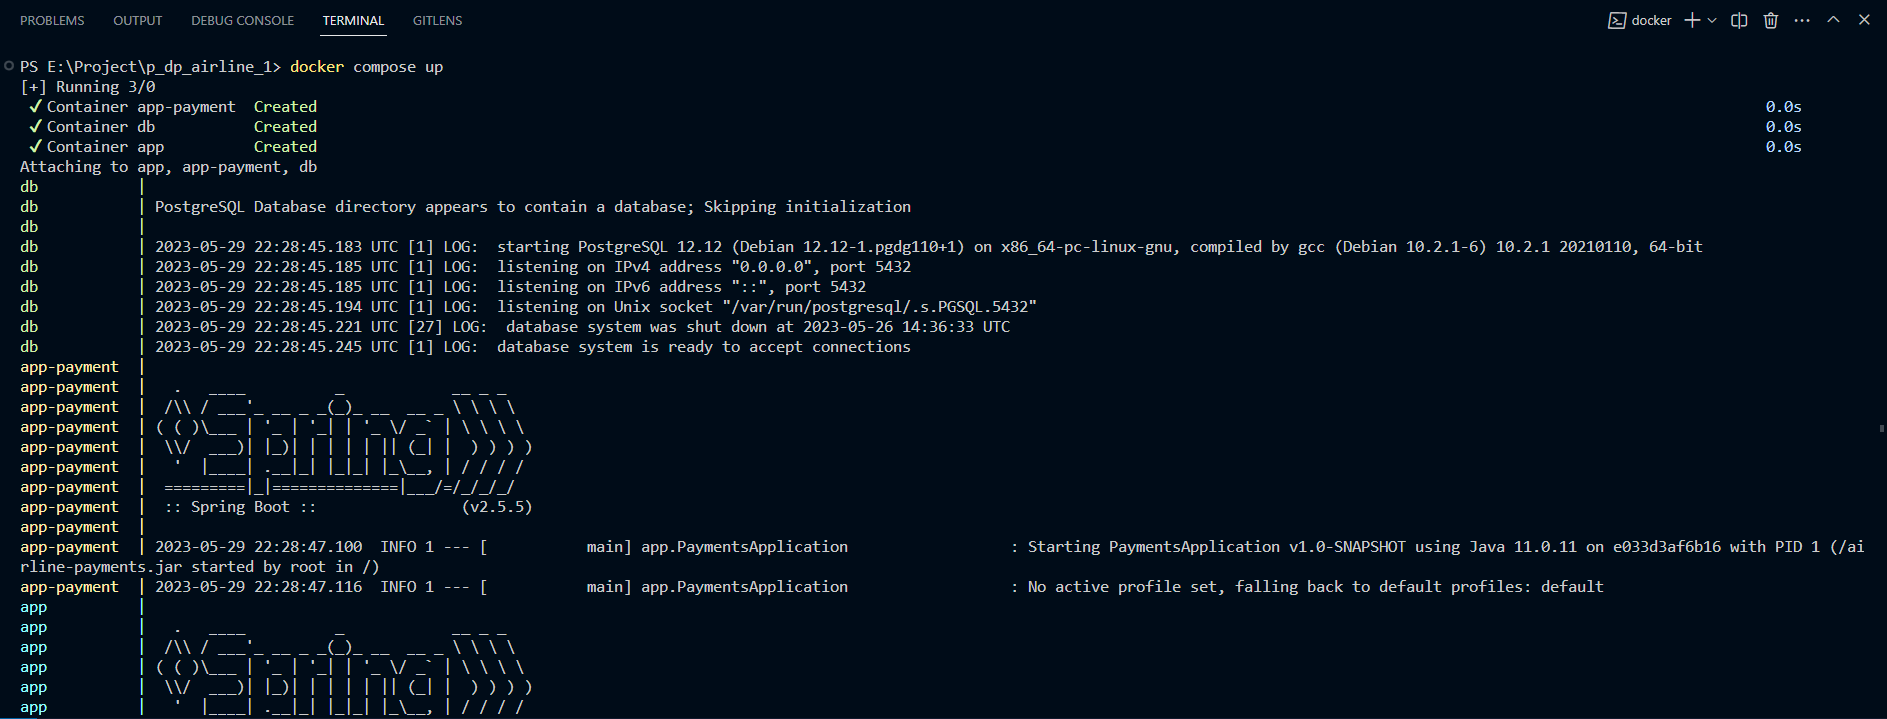 PROBLEMS OUTPUT DEBUG CONSOLE TERMINAL GITLENS docker
PS E:\Project\p_dp_airline_1> docker compose up
[+] Running 3/0
✓ Container app-payment  Created 0.0s
✓ Container db           Created 0.0s
✓ Container app          Created 0.0s
Attaching to app, app-payment, db
db           |
db           | PostgreSQL Database directory appears to contain a database; Skipping initialization
db           |
db           | 2023-05-29 22:28:45.183 UTC [1] LOG:  starting PostgreSQL 12.12 (Debian 12.12-1.pgdg110+1) on x86_64-pc-linux-gnu, compiled by gcc (Debian 10.2.1-6) 10.2.1 20210110, 64-bit
db           | 2023-05-29 22:28:45.185 UTC [1] LOG:  listening on IPv4 address "0.0.0.0", port 5432
db           | 2023-05-29 22:28:45.185 UTC [1] LOG:  listening on IPv6 address "::", port 5432
db           | 2023-05-29 22:28:45.194 UTC [1] LOG:  listening on Unix socket "/var/run/postgresql/.s.PGSQL.5432"
db           | 2023-05-29 22:28:45.221 UTC [27] LOG:  database system was shut down at 2023-05-26 14:36:33 UTC
db           | 2023-05-29 22:28:45.245 UTC [1] LOG:  database system is ready to accept connections
app-payment  |
app-payment  |   .   ____          _            __ _ _
app-payment  |  /\\ / ___'_ __ _ _(_)_ __  __ _ \ \ \ \
app-payment  | ( ( )\___ | '_ | '_| | '_ \/ _` | \ \ \ \
app-payment  |  \\/  ___)| |_)| | | | | || (_| |  ) ) ) )
app-payment  |   '  |____| .__|_| |_|_| |_\__, | / / / /
app-payment  |  =========|_|==============|___/=/_/_/_/
app-payment  |  :: Spring Boot ::                (v2.5.5)
app-payment  |
app-payment  | 2023-05-29 22:28:47.100  INFO 1 --- [           main] app.PaymentsApplication                  : Starting PaymentsApplication v1.0-SNAPSHOT using Java 11.0.11 on e033d3af6b16 with PID 1 (/ai
rline-payments.jar started by root in /)
app-payment  | 2023-05-29 22:28:47.116  INFO 1 --- [           main] app.PaymentsApplication                  : No active profile set, falling back to default profiles: default
app          |
app          |   .   ____          _            __ _ _
app          |  /\\ / ___'_ __ _ _(_)_ __  __ _ \ \ \ \
app          | ( ( )\___ | '_ | '_| | '_ \/ _` | \ \ \ \
app          |  \\/  ___)| |_)| | | | | || (_| |  ) ) ) )
app          |   '  |____| .__|_| |_|_| |_\__, | / / / /